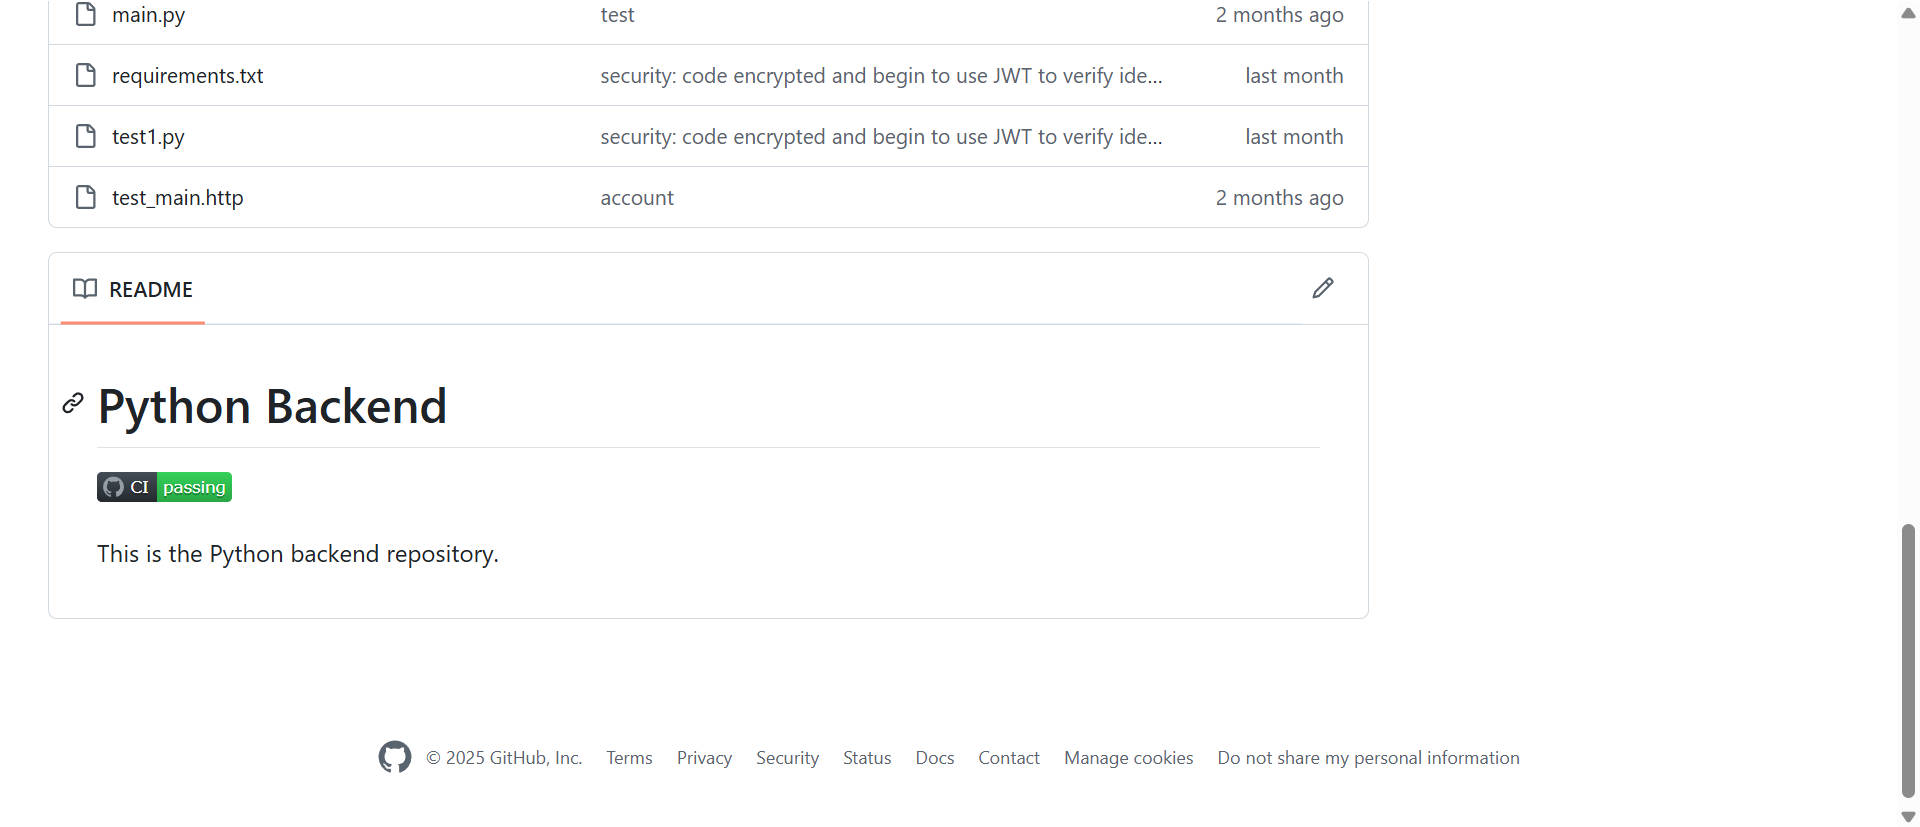 main.py test 2 months ago
requirements.txt security: code encrypted and begin to use JWT to verify ide... last month
test1.py security: code encrypted and begin to use JWT to verify ide... last month
test_main.http account 2 months ago
README
Python Backend
CI passing
This is the Python backend repository.
© 2025 GitHub, Inc. Terms Privacy Security Status Docs Contact Manage cookies Do not share my personal information